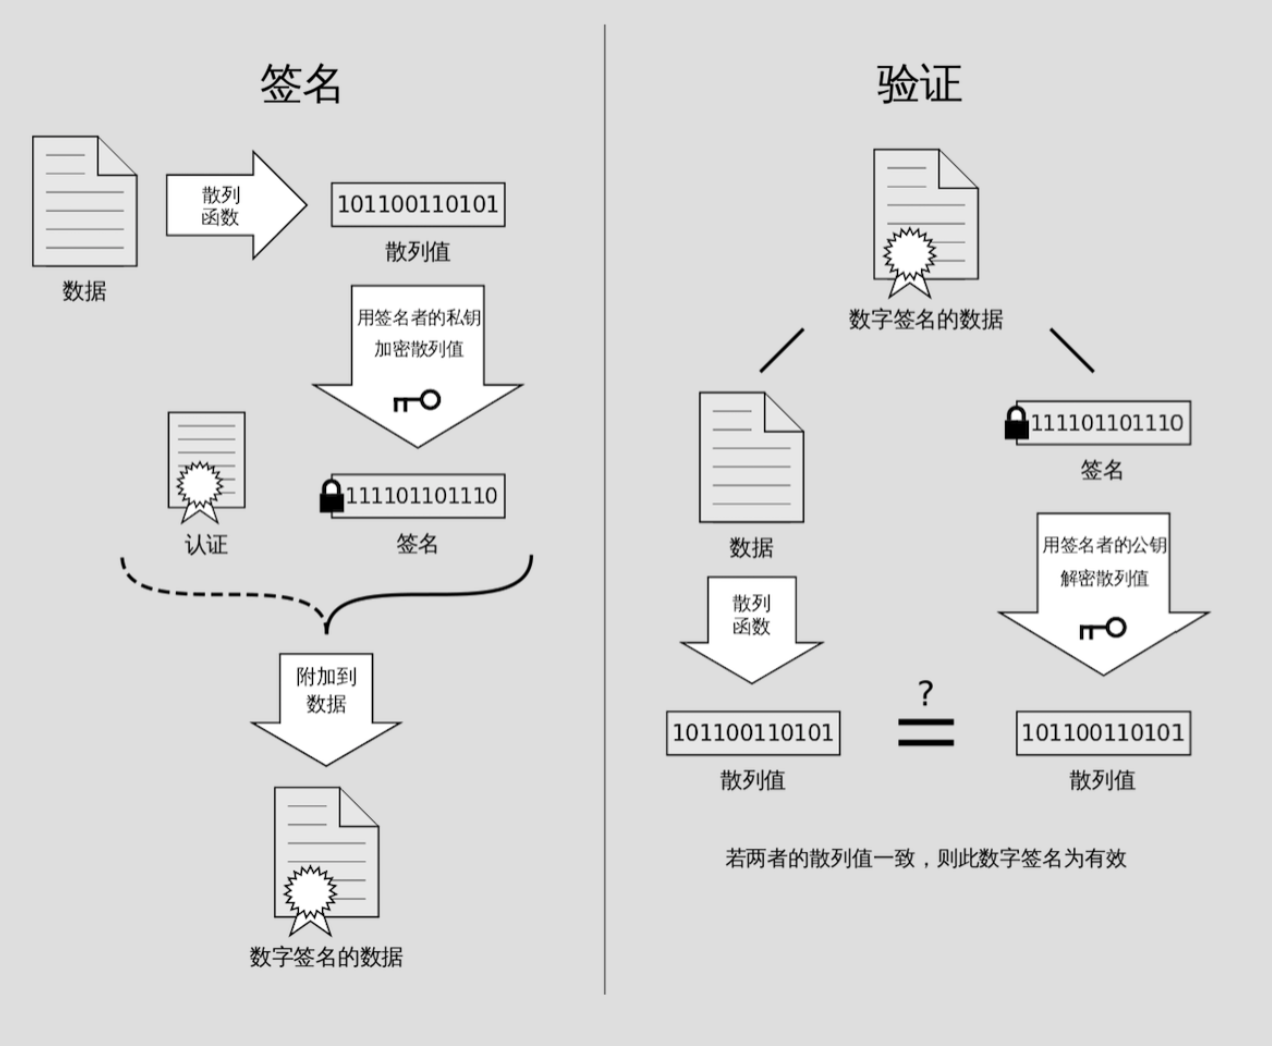 签名
散列
函数
101100110101
散列值
数据
用签名者的私钥
加密散列值
111101101110
认证
签名
附加到
数据
数字签名的数据
验证
数字签名的数据
数据
111101101110
签名
散列
函数
用签名者的公钥
解密散列值
?
101100110101
101100110101
散列值
散列值
若两者的散列值一致，则此数字签名为有效